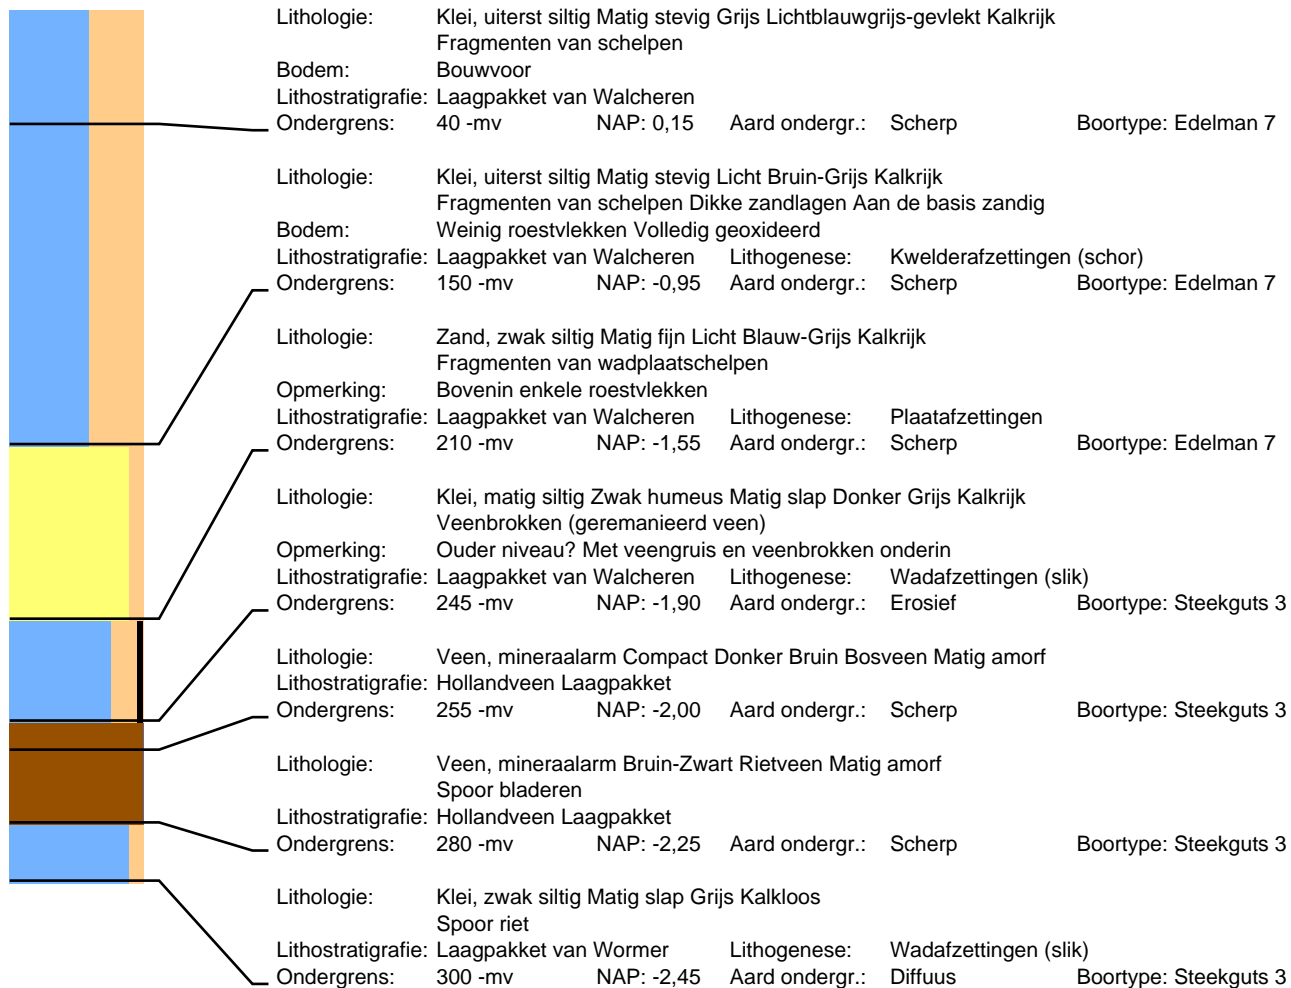 Lithologie: Klei, uiterst siltig Matig stevig Grijs Lichtblauwgrijs-gevlekt Kalkrijk
Fragmenten van schelpen
Bodem: Bouwvoor
Lithostratigrafie: Laagpakket van Walcheren
Ondergrens: 40 -mv NAP: 0,15 Aard ondergr.: Scherp Boortype: Edelman 7
Lithologie: Klei, uiterst siltig Matig stevig Licht Bruin-Grijs Kalkrijk
Fragmenten van schelpen Dikke zandlagen Aan de basis zandig
Bodem: Weinig roestvlekken Volledig geoxideerd
Lithostratigrafie: Laagpakket van Walcheren Lithogenese: Kwelderafzettingen (schor)
Ondergrens: 150 -mv NAP: -0,95 Aard ondergr.: Scherp Boortype: Edelman 7
Lithologie: Zand, zwak siltig Matig fijn Licht Blauw-Grijs Kalkrijk
Fragmenten van wadplaatschelpen
Opmerking: Bovenin enkele roestvlekken
Lithostratigrafie: Laagpakket van Walcheren Lithogenese: Plaatafzettingen
Ondergrens: 210 -mv NAP: -1,55 Aard ondergr.: Scherp Boortype: Edelman 7
Lithologie: Klei, matig siltig Zwak humeus Matig slap Donker Grijs Kalkrijk
Veenbrokken (geremanieerd veen)
Opmerking: Ouder niveau? Met veengruis en veenbrokken onderin
Lithostratigrafie: Laagpakket van Walcheren Lithogenese: Wadafzettingen (slik)
Ondergrens: 245 -mv NAP: -1,90 Aard ondergr.: Erosief Boortype: Steekguts 3
Lithologie: Veen, mineraalarm Compact Donker Bruin Bosveen Matig amorf
Lithostratigrafie: Hollandveen Laagpakket
Ondergrens: 255 -mv NAP: -2,00 Aard ondergr.: Scherp Boortype: Steekguts 3
Lithologie: Veen, mineraalarm Bruin-Zwart Rietveen Matig amorf
Spoor bladeren
Lithostratigrafie: Hollandveen Laagpakket
Ondergrens: 280 -mv NAP: -2,25 Aard ondergr.: Scherp Boortype: Steekguts 3
Lithologie: Klei, zwak siltig Matig slap Grijs Kalkloos
Spoor riet
Lithostratigrafie: Laagpakket van Wormer Lithogenese: Wadafzettingen (slik)
Ondergrens: 300 -mv NAP: -2,45 Aard ondergr.: Diffuus Boortype: Steekguts 3